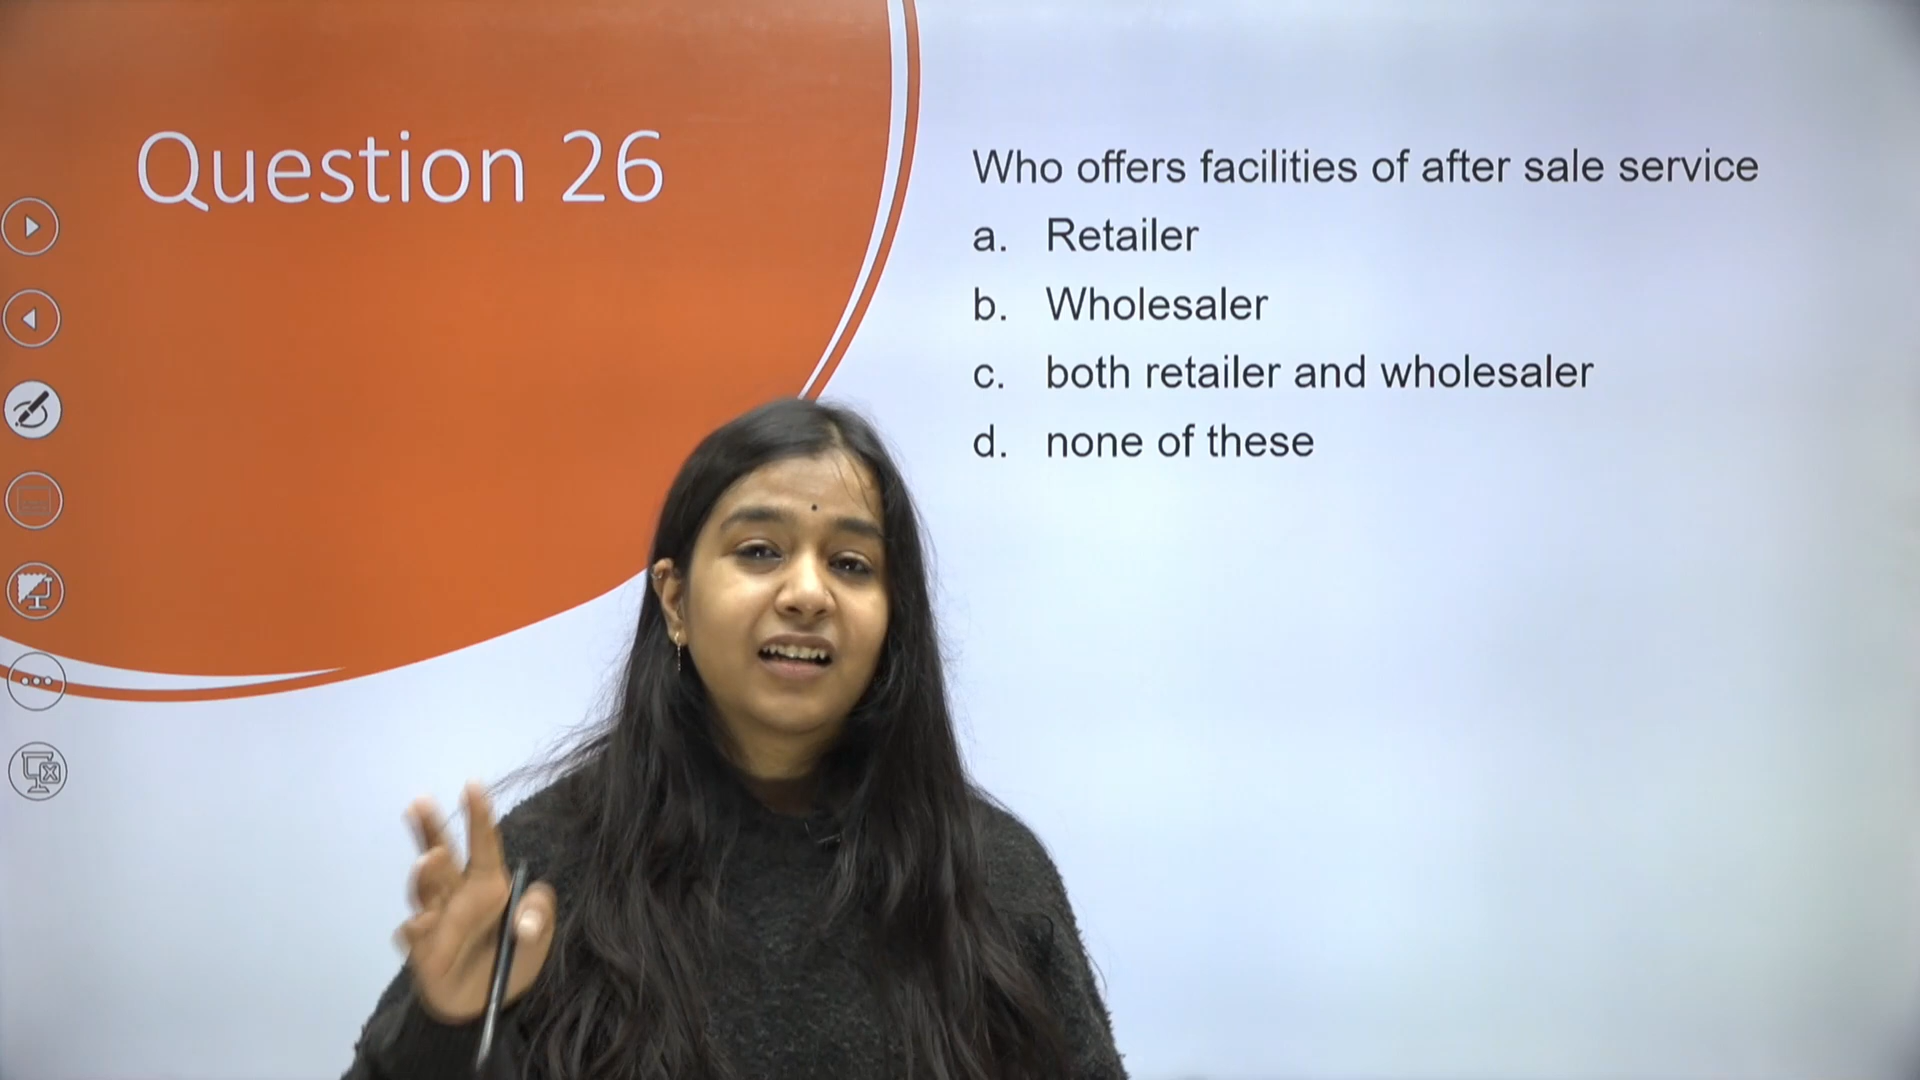 Question 26
Who offers facilities of after sale service
a. Retailer
b. Wholesaler
c. both retailer and wholesaler
d. none of these